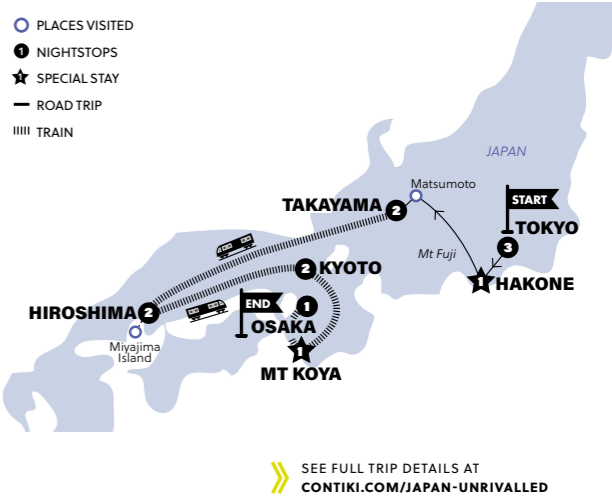 PLACES VISITED
1 NIGHTSTOPS
1 SPECIAL STAY
ROAD TRIP
TRAIN
JAPAN
Matsumoto
START
TAKAYAMA 2
TOKYO
3
Mt Fuji
1 HAKONE
2 KYOTO
HIROSHIMA 2
END
1
OSAKA
Miyajima
Island
1
MT KOYA
SEE FULL TRIP DETAILS AT
CONTIKI.COM/JAPAN-UNRIVALLED